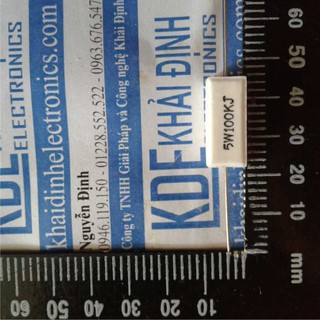 KDE KHẢI ĐỊNH
ELECTRONICS
khaidinhelectronics.com
Nguyễn Định
0946.119.150 - 01228.552.522 - 0963.676.547
Công ty TNHH Giải Pháp và Công nghệ Khải Định
KDE KHẢI ĐỊNH
ELECTRONICS
5W100KJ
60
50
40
30
20
10
mm
50
60
40
30
20
10